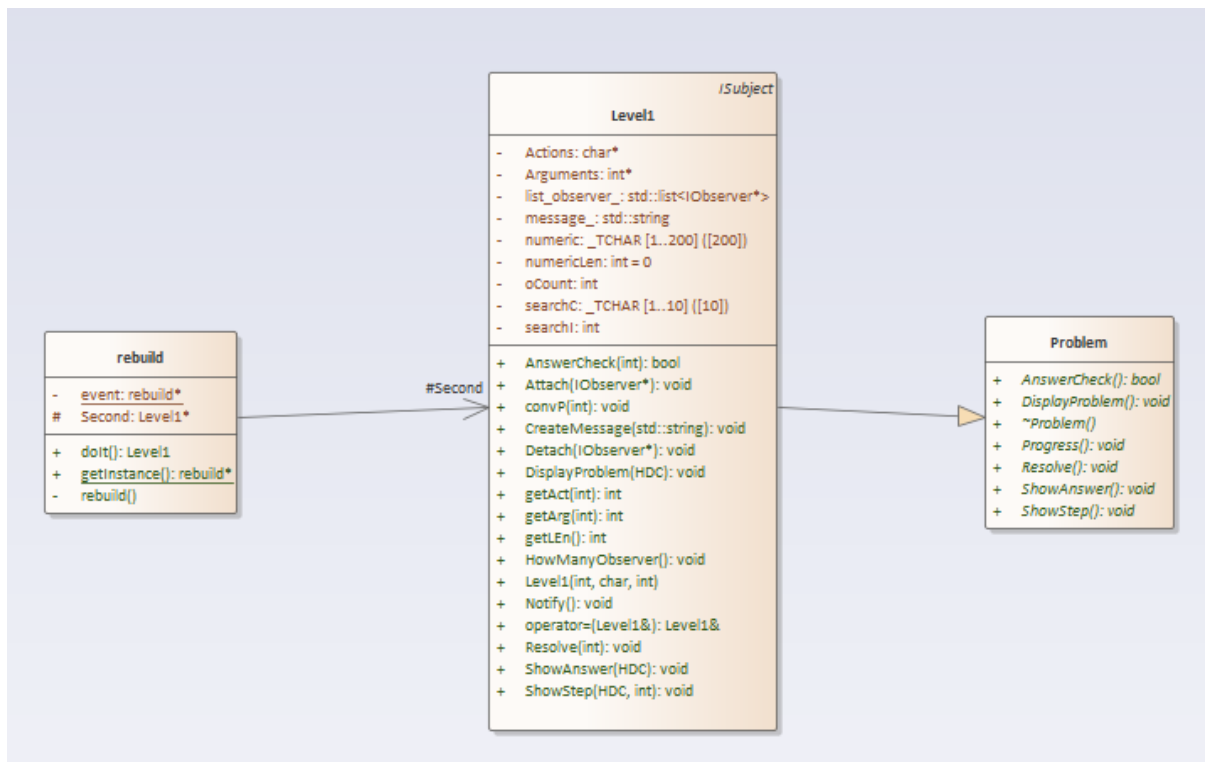 rebuild
- event: rebuild*
# Second: Level1*
+ doIt(): Level1
+ getInstance(): rebuild*
- rebuild()
#Second
ISubject
Level1
- Actions: char*
- Arguments: int*
- list_observer_: std::list<IObserver*>
- message_: std::string
- numeric: _TCHAR [1..200] ([200])
- numericLen: int = 0
- oCount: int
- searchC: _TCHAR [1..10] ([10])
- searchI: int
+ AnswerCheck(int): bool
+ Attach(IObserver*): void
+ convP(int): void
+ CreateMessage(std::string): void
+ Detach(IObserver*): void
+ DisplayProblem(HDC): void
+ getAct(int): int
+ getArg(int): int
+ getLEn(): int
+ HowManyObserver(): void
+ Level1(int, char, int)
+ Notify(): void
+ operator=(Level1&): Level1&
+ Resolve(int): void
+ ShowAnswer(HDC): void
+ ShowStep(HDC, int): void
Problem
+ AnswerCheck(): bool
+ DisplayProblem(): void
+ ~Problem()
+ Progress(): void
+ Resolve(): void
+ ShowAnswer(): void
+ ShowStep(): void